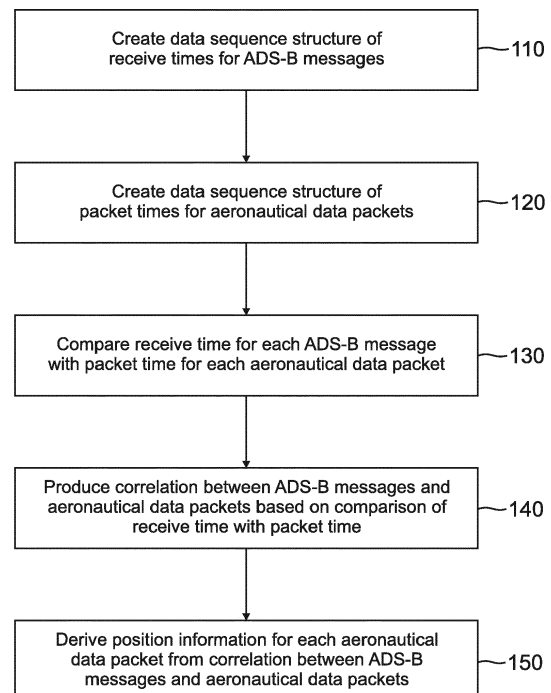 Create data sequence structure of
receive times for ADS-B messages
110
Create data sequence structure of
packet times for aeronautical data packets
120
Compare receive time for each ADS-B message
with packet time for each aeronautical data packet
130
Produce correlation between ADS-B messages and
aeronautical data packets based on comparison of
receive time with packet time
140
Derive position information for each aeronautical
data packet from correlation between ADS-B
messages and aeronautical data packets
150